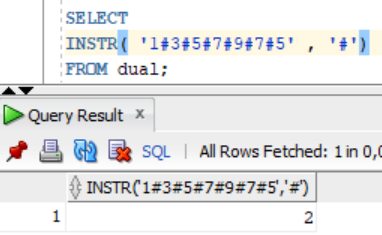 SELECT
INSTR( '1#3#5#7#9#7#5' , '#')
FROM dual;
Query Result x
SQL | All Rows Fetched: 1 in 0,0
INSTR('1#3#5#7#9#7#5','#')
1 2